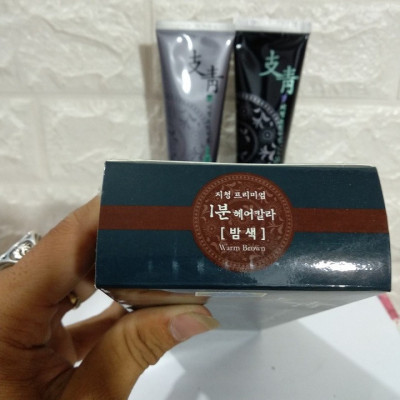 支青
支青
지청 프리미엄
1분 헤어칼라
[ 밤색 ]
Warm Brown